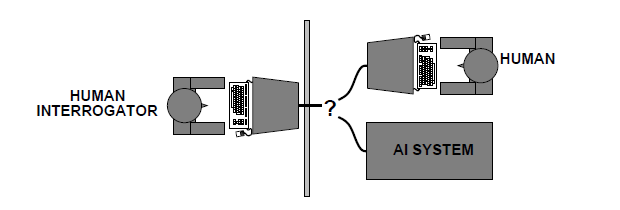 HUMAN
INTERROGATOR
?
HUMAN
AI SYSTEM